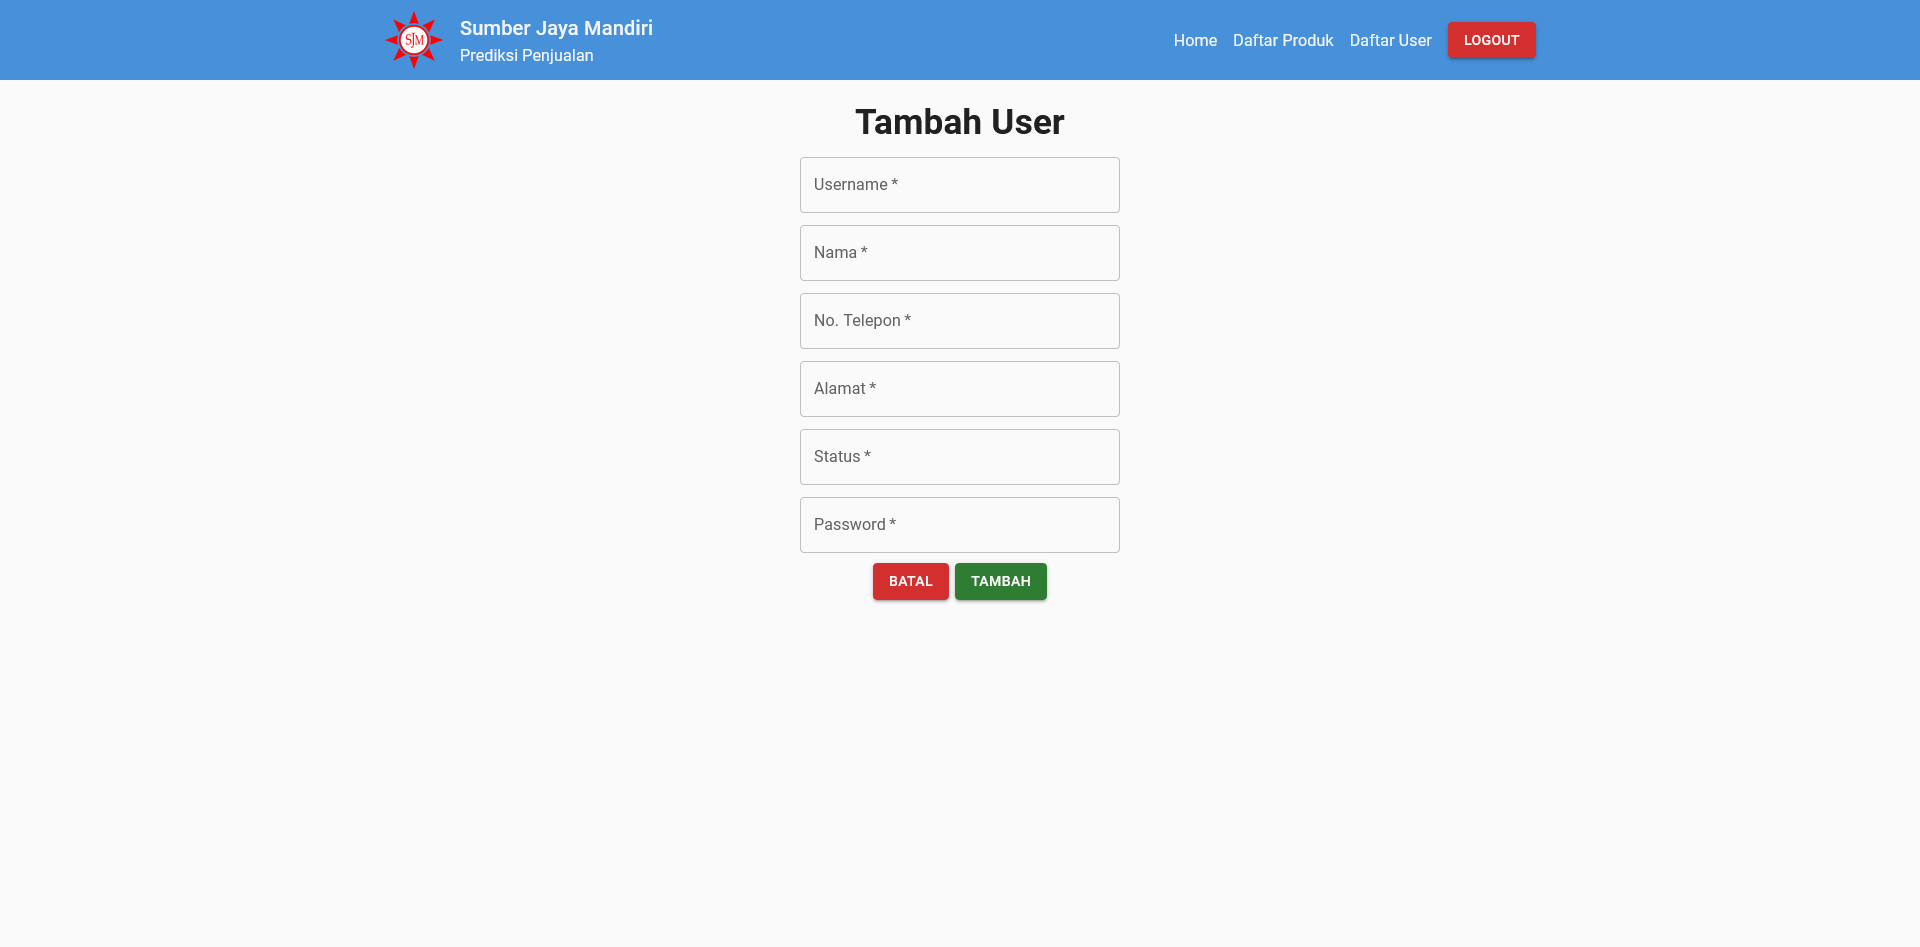 SJM
Sumber Jaya Mandiri
Prediksi Penjualan
Home Daftar Produk Daftar User LOGOUT
Tambah User
Username *
Nama *
No. Telepon *
Alamat *
Status *
Password *
BATAL TAMBAH